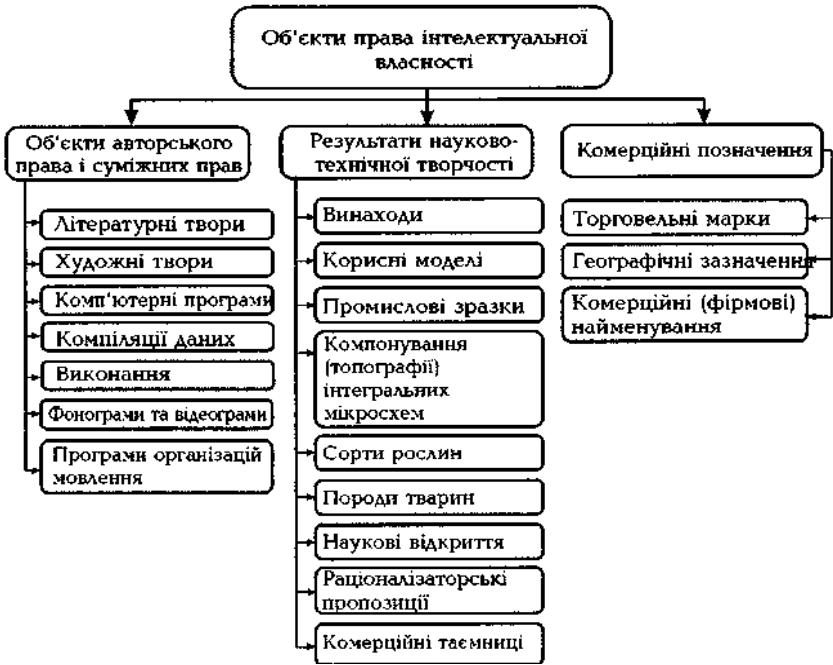 Об'єкти права інтелектуальної
власності
Об'єкти авторського
права і суміжних прав
Літературні твори
Художні твори
Комп'ютерні програми
Компіляції даних
Виконання
Фонограми та відеограми
Програми організацій
мовлення
Результати науково-
технічної творчості
Винаходи
Корисні моделі
Промислові зразки
Компонування
(топографії)
інтегральних
мікросхем
Сорти рослин
Породи тварин
Наукові відкриття
Раціоналізаторські
пропозиції
Комерційні таємниці
Комерційні позначення
Торговельні марки
Географічні зазначення
Комерційні (фірмові)
найменування